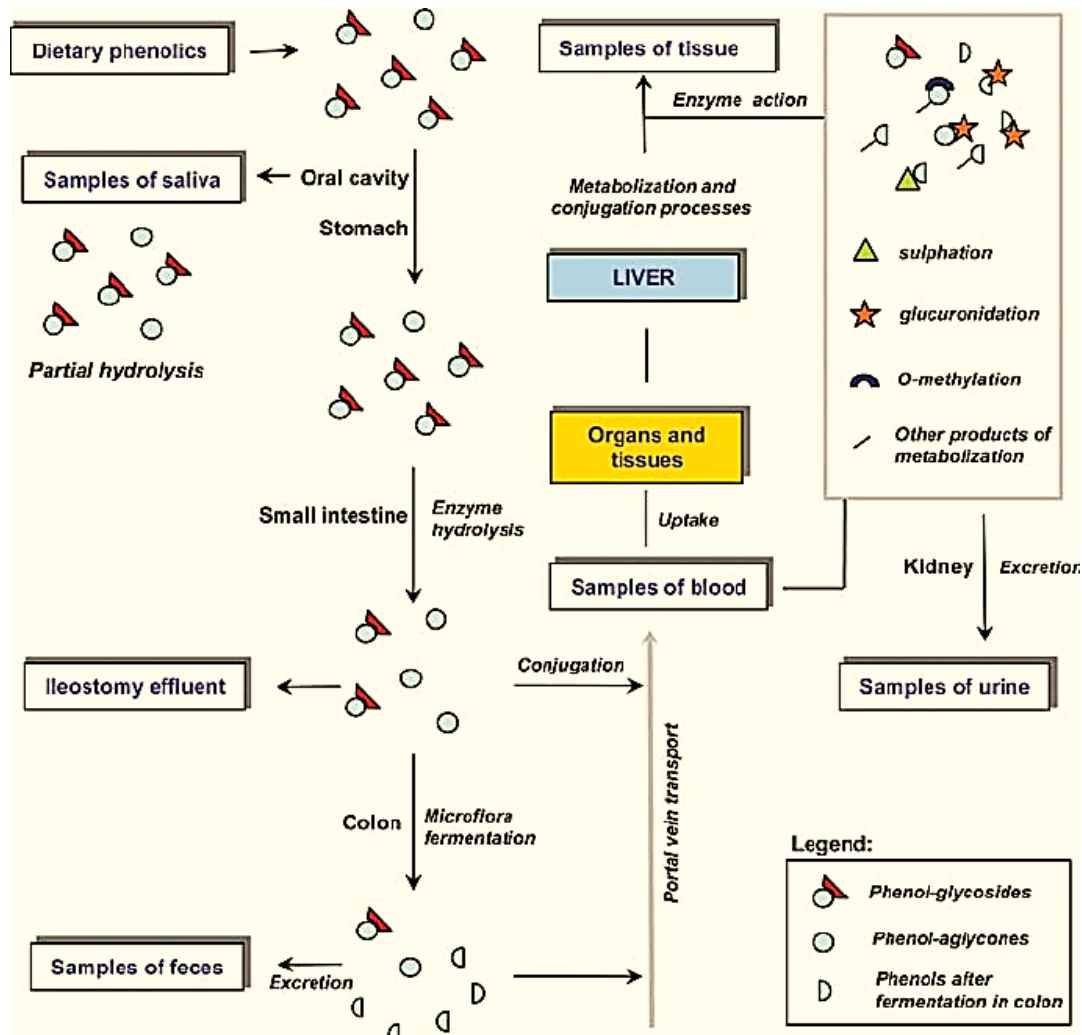 Dietary phenolics
Samples of tissue
Enzyme action
Samples of saliva
Oral cavity
Stomach
Metabolization and
conjugation processes
Partial hydrolysis
LIVER
sulphation
glucuronidation
O-methylation
Other products of
metabolization
Organs and
tissues
Small intestine
Enzyme
hydrolysis
Uptake
Samples of blood
Kidney
Excretion
Ileostomy effluent
Conjugation
Samples of urine
Portal vein transport
Colon
Microflora
fermentation
Samples of feces
Excretion
Legend:
Phenol-glycosides
Phenol-aglycones
Phenols after
fermentation in colon